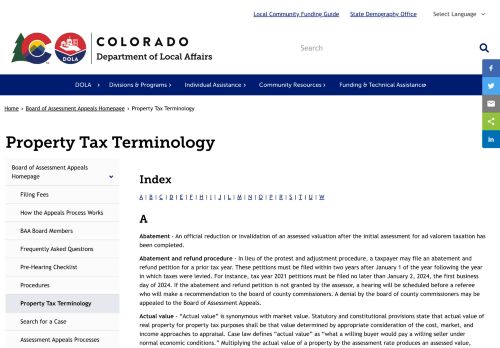 Local Community Funding Guide State Demography Office Select Language
COLORADO
Department of Local Affairs
DOLA
Search
DOLA Divisions & Programs Individual Assistance Community Resources Funding & Technical Assistance
Home > Board of Assessment Appeals Homepage > Property Tax Terminology
Property Tax Terminology
Board of Assessment Appeals
Homepage
Filing Fees
How the Appeals Process Works
BAA Board Members
Frequently Asked Questions
Pre-Hearing Checklist
Procedures
Property Tax Terminology
Search for a Case
Assessment Appeals Processes
Index
A | B | C | D | E | F | H | I | J | L | M | N | O | P | Q | R | S | T | U | W
A
Abatement - An official reduction or invalidation of an assessed valuation after the initial assessment for ad valorem taxation has
been completed.
Abatement and refund procedure - In lieu of the protest and adjustment procedure, a taxpayer may file an abatement and
refund petition for a prior tax year. These petitions must be filed within two years after January 1 of the year following the year
in which taxes were levied. For instance, tax year 2021 petitions must be filed no later than January 2, 2024, the first business
day of 2024. If the abatement and refund petition is not granted by the assessor, a hearing will be scheduled before a referee
who will make a recommendation to the board of county commissioners. A denial by the board of county commissioners may be
appealed to the Board of Assessment Appeals.
Actual value - “Actual value” is synonymous with market value. Statutory and constitutional provisions state that actual value of
real property for property tax purposes shall be that value determined by appropriate consideration of the cost, market, and
income approaches to appraisal. Case law defines “actual value” as “what a willing buyer would pay a willing seller under
normal economic conditions.” Multiplying the actual value of a property by the assessment rate produces an assessed value,